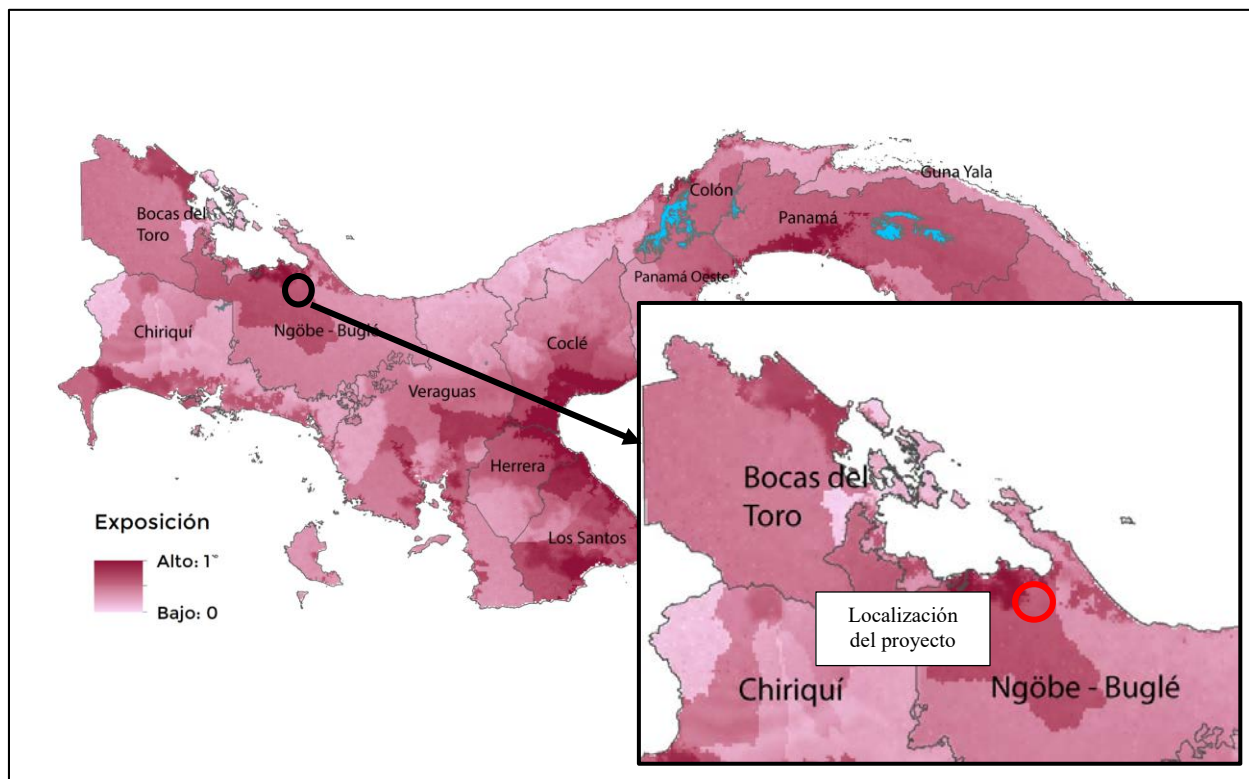 Guna Yala
Colón
Bocas del
Toro
Panamá
Panamá Oeste
Chiriquí
Ngöbe - Buglé
Coclé
Veraguas
Herrera
Los Santos
Exposición
Alto: 1
Bajo: 0
Bocas del
Toro
Localización
del proyecto
Chiriquí
Ngöbe - Buglé